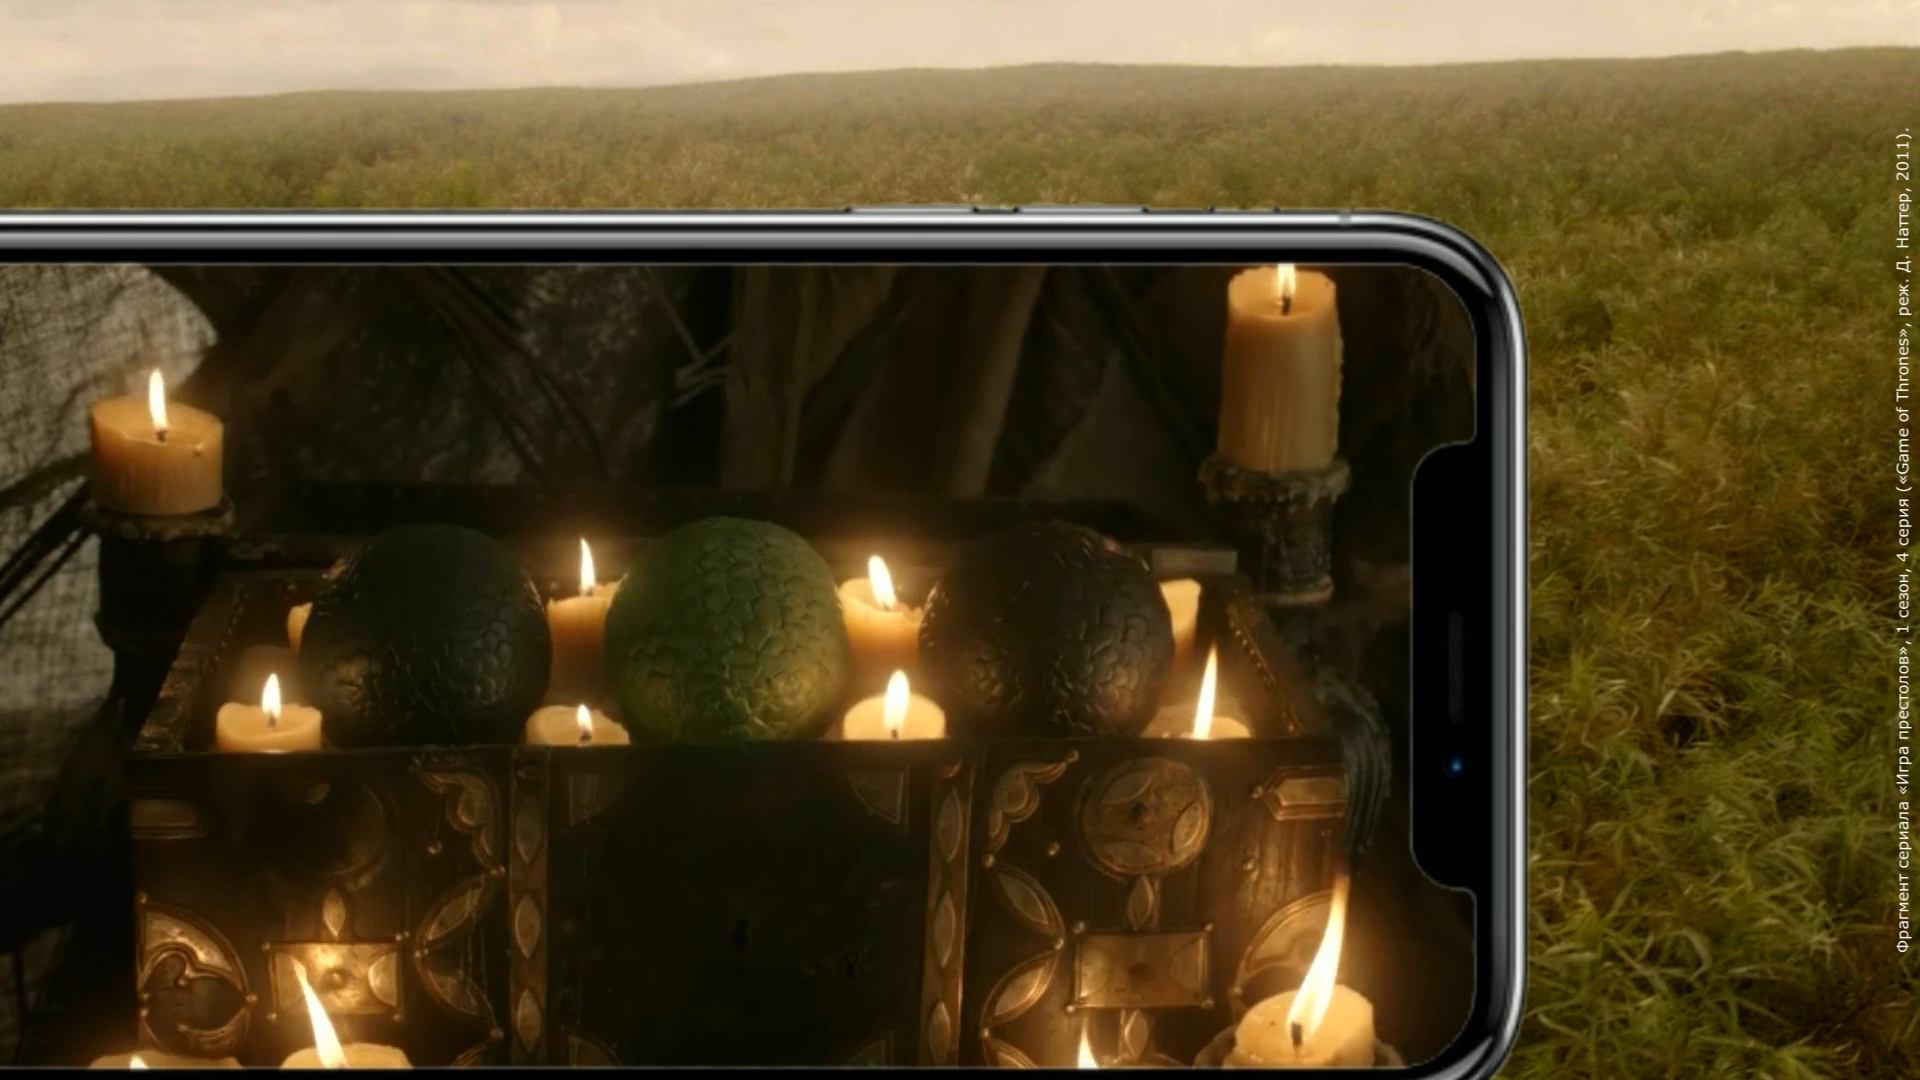 Фрагмент сериала «Игра престолов», 1 сезон, 4 серия («Game of Thrones», реж. Д. Наттер, 2011).